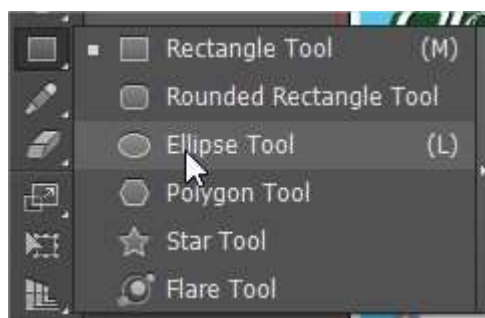 Rectangle Tool (M)
Rounded Rectangle Tool
Ellipse Tool (L)
Polygon Tool
Star Tool
Flare Tool